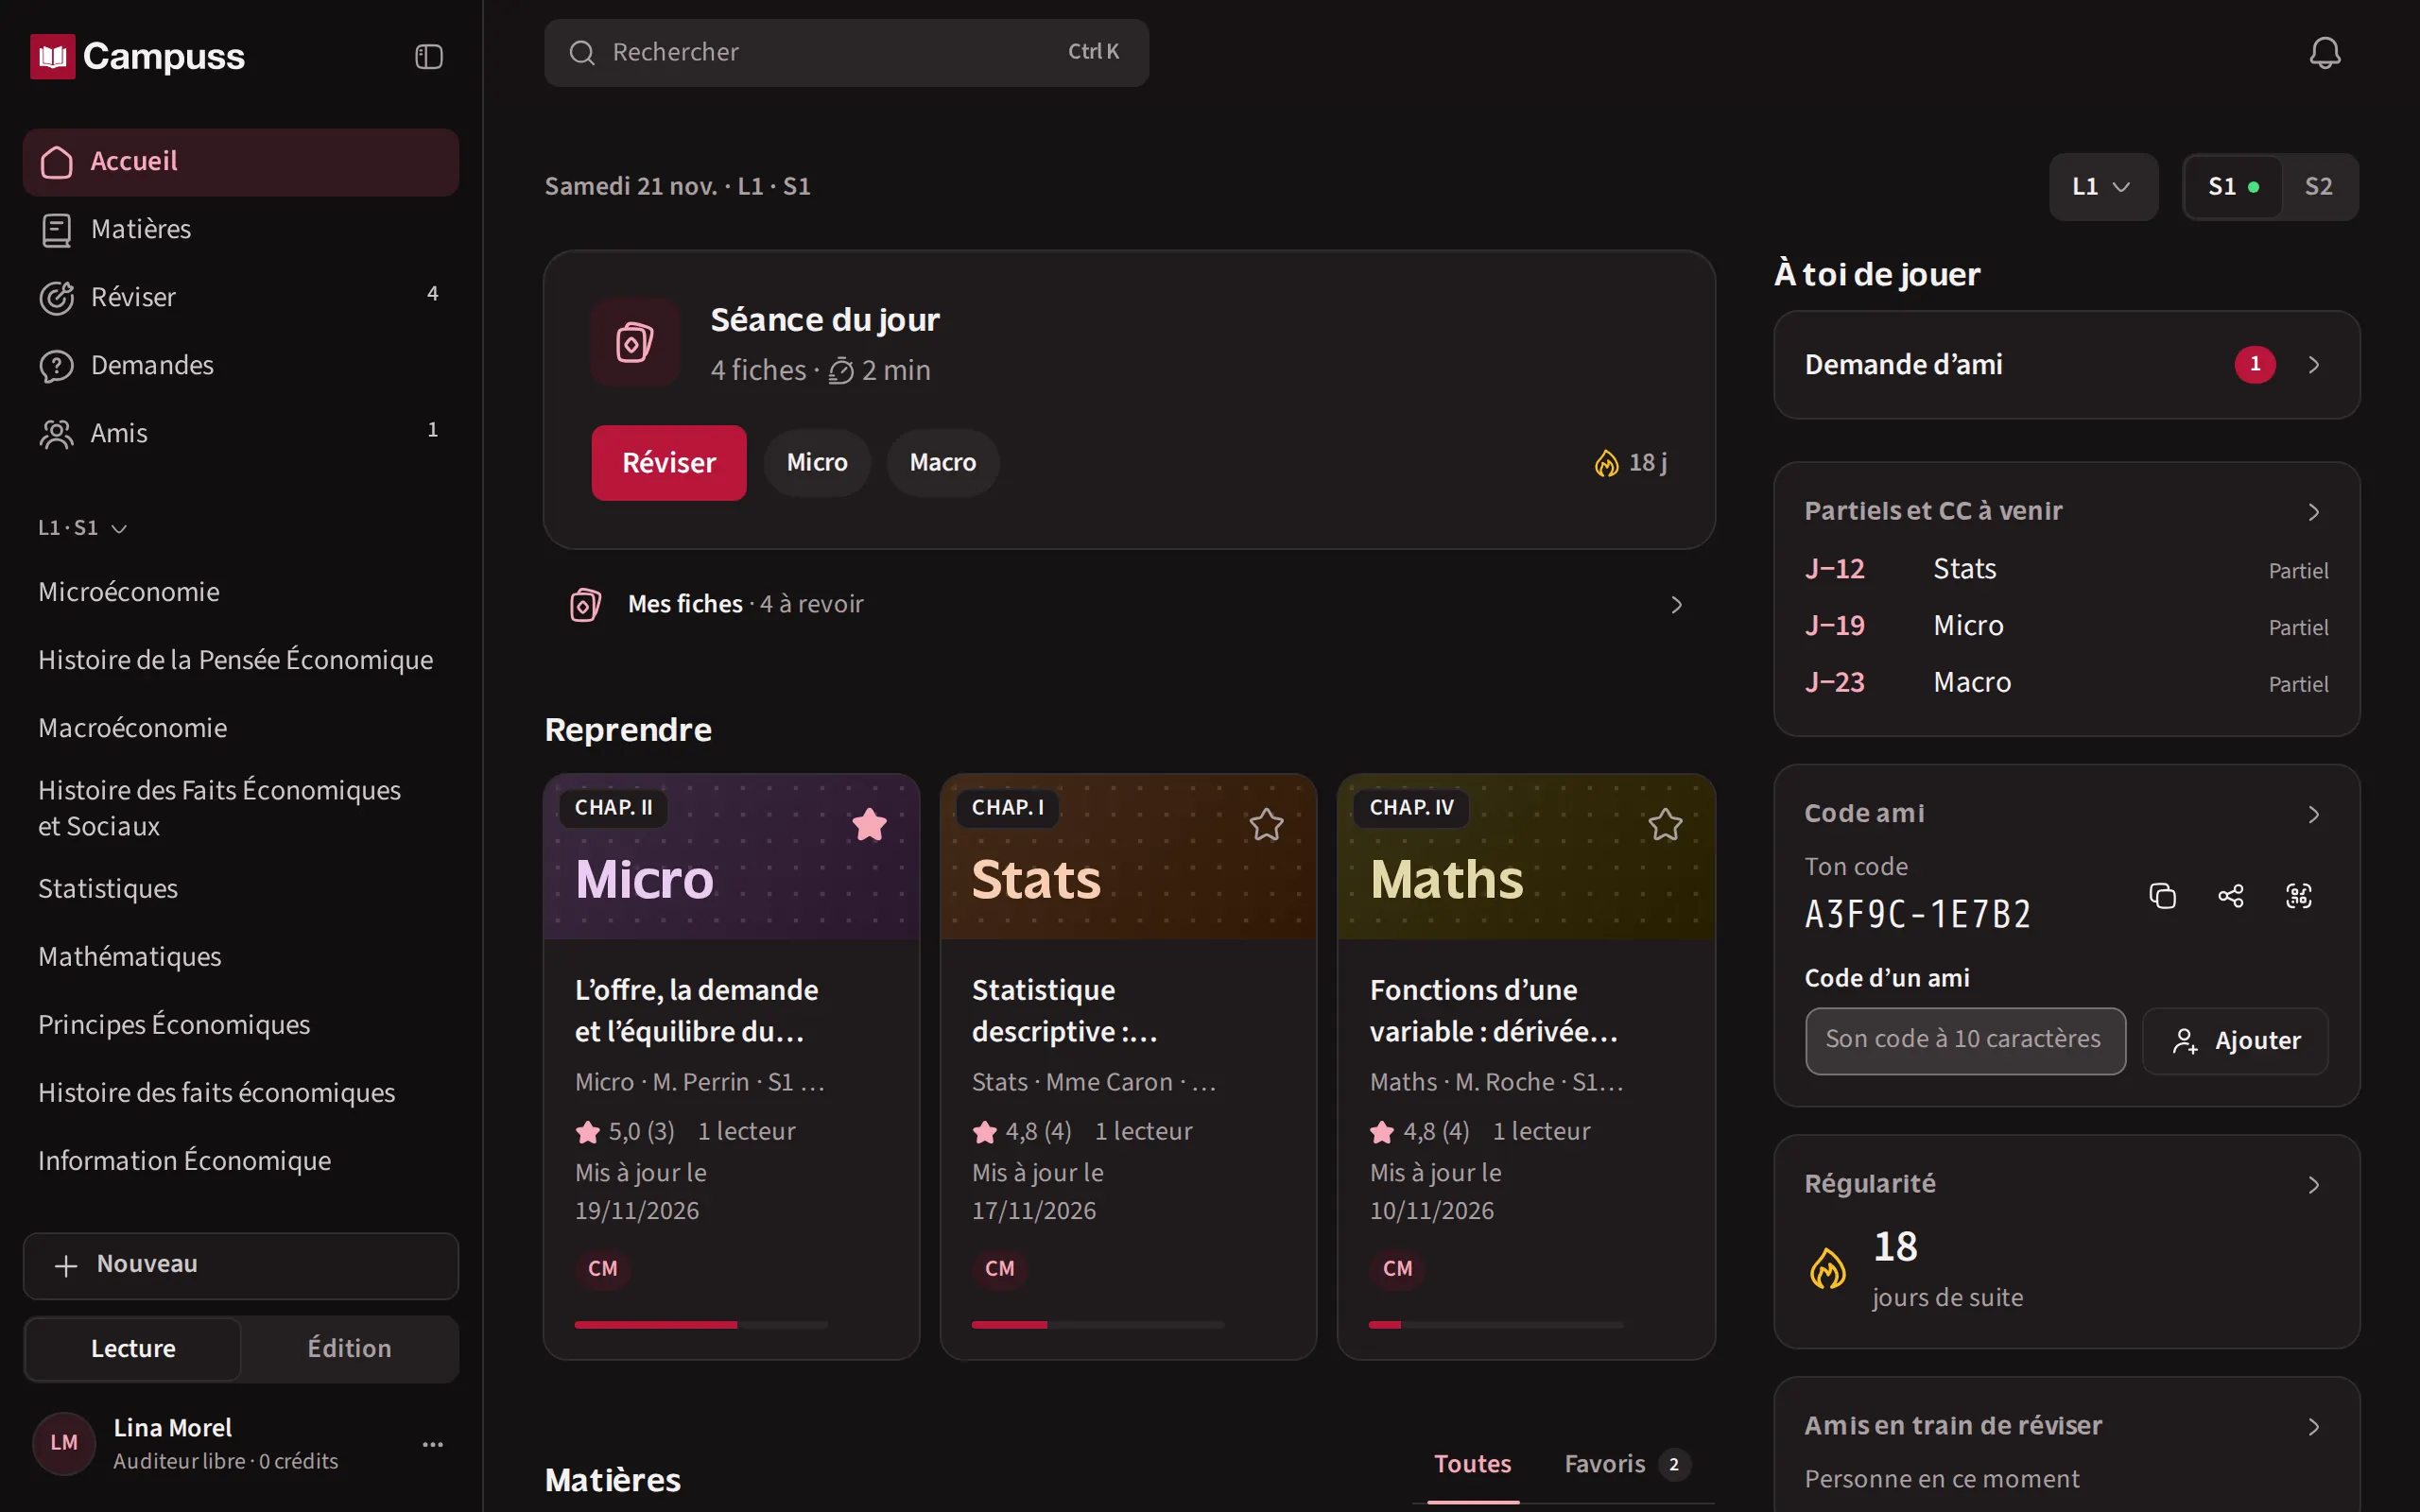 Campuss
Accueil
Matières
Réviser 4
Demandes
Amis 1
L1 · S1
Microéconomie
Histoire de la Pensée Économique
Macroéconomie
Histoire des Faits Économiques
et Sociaux
Statistiques
Mathématiques
Principes Économiques
Histoire des faits économiques
Information Économique
Nouveau
Lecture Édition
LM
Lina Morel
Auditeur libre · 0 crédits
Rechercher Ctrl K
Samedi 21 nov. · L1 · S1
L1 S1 S2
Séance du jour
4 fiches · 2 min
Réviser Micro Macro 18 j
Mes fiches · 4 à revoir
Reprendre
CHAP. II
Micro
L’offre, la demande
et l’équilibre du…
Micro · M. Perrin · S1 …
5,0 (3) 1 lecteur
Mis à jour le
19/11/2026
CM
CHAP. I
Stats
Statistique
descriptive :…
Stats · Mme Caron · …
4,8 (4) 1 lecteur
Mis à jour le
17/11/2026
CM
CHAP. IV
Maths
Fonctions d’une
variable : dérivée…
Maths · M. Roche · S1…
4,8 (4) 1 lecteur
Mis à jour le
10/11/2026
CM
Matières
Toutes Favoris 2
À toi de jouer
Demande d’ami 1
Partiels et CC à venir
J−12 Stats Partiel
J−19 Micro Partiel
J−23 Macro Partiel
Code ami
Ton code
A3F9C-1E7B2
Code d’un ami
Son code à 10 caractères Ajouter
Régularité
18
jours de suite
Amis en train de réviser
Personne en ce moment